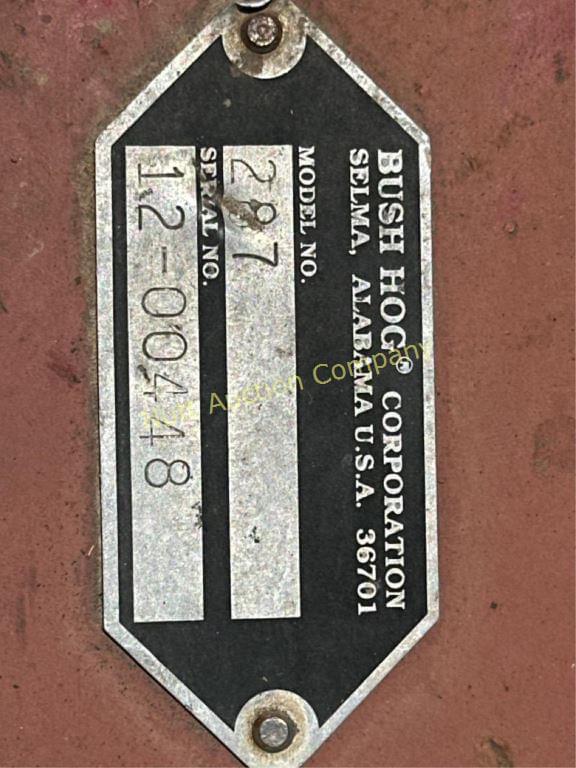 BUSH HOG® CORPORATION
SELMA, ALABAMA U.S.A. 36701
MODEL NO.
287
SERIAL NO.
12-00448
Auction Company